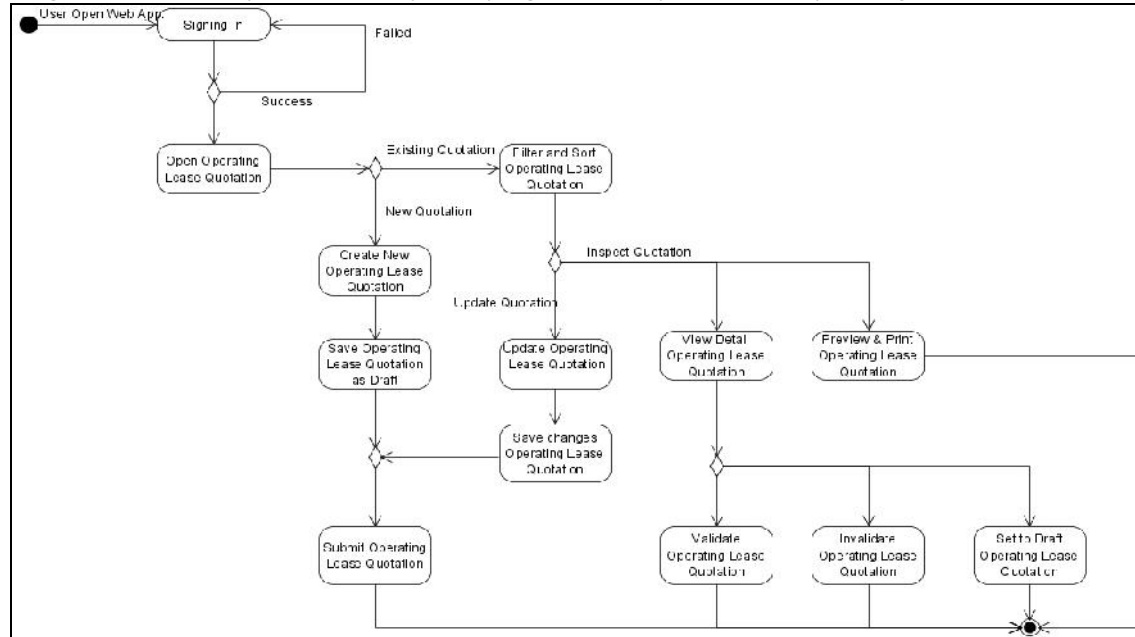 User Open Web App.
Signing In
Failed
Success
Open Operating
Lease Quotation
Existing Quotation
Filter and Sort
Operating Lease
Quotation
New Quotation
Create New
Operating Lease
Quotation
Inspect Quotation
Update Quotation
Save Operating
Lease Quotation
as Draft
Update Operating
Lease Quotation
View Detail
Operating Lease
Quotation
Preview & Print
Operating Lease
Quotation
Save changes
Operating Lease
Quotation
Submit Operating
Lease Quotation
Validate
Operating Lease
Quotation
Invalidate
Operating Lease
Quotation
Set to Draft
Operating Lease
Quotation